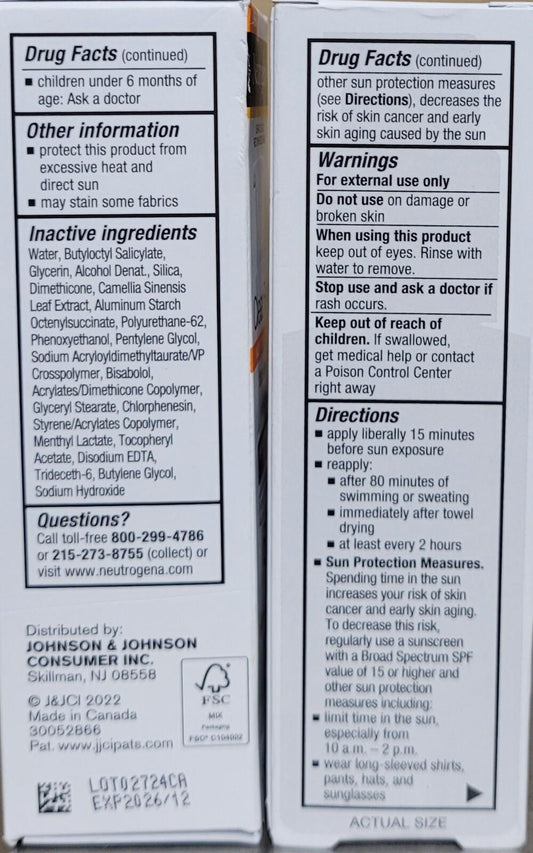 Drug Facts (continued)
▪ children under 6 months of
age: Ask a doctor
Other information
▪ protect this product from
excessive heat and
direct sun
▪ may stain some fabrics
Inactive ingredients
Water, Butyloctyl Salicylate,
Glycerin, Alcohol Denat., Silica,
Dimethicone, Camellia Sinensis
Leaf Extract, Aluminum Starch
Octenylsuccinate, Polyurethane-62,
Phenoxyethanol, Pentylene Glycol,
Sodium Acryloyldimethyltaurate/VP
Crosspolymer, Bisabolol,
Acrylates/Dimethicone Copolymer,
Glyceryl Stearate, Chlorphenesin,
Styrene/Acrylates Copolymer,
Menthyl Lactate, Tocopheryl
Acetate, Disodium EDTA,
Trideceth-6, Butylene Glycol,
Sodium Hydroxide
Questions?
Call toll-free 800-299-4786
or 215-273-8755 (collect) or
visit www.neutrogena.com
Distributed by:
JOHNSON & JOHNSON
CONSUMER INC.
Skillman, NJ 08558
© J&JCI 2022
Made in Canada
30052866
Pat. www.jjcipats.com
FSC
MIX
Packaging
FSC® C104002
LOT02724CA
EXP2026/12
Drug Facts (continued)
other sun protection measures
(see Directions), decreases the
risk of skin cancer and early
skin aging caused by the sun
Warnings
For external use only
Do not use on damage or
broken skin
When using this product
keep out of eyes. Rinse with
water to remove.
Stop use and ask a doctor if
rash occurs.
Keep out of reach of
children. If swallowed,
get medical help or contact
a Poison Control Center
right away
Directions
▪ apply liberally 15 minutes
before sun exposure
▪ reapply:
▪ after 80 minutes of
swimming or sweating
▪ immediately after towel
drying
▪ at least every 2 hours
▪ Sun Protection Measures.
Spending time in the sun
increases your risk of skin
cancer and early skin aging.
To decrease this risk,
regularly use a sunscreen
with a Broad Spectrum SPF
value of 15 or higher and
other sun protection
measures including:
▪ limit time in the sun,
especially from
10 a.m. – 2 p.m.
▪ wear long-sleeved shirts,
pants, hats, and
sunglasses
ACTUAL SIZE